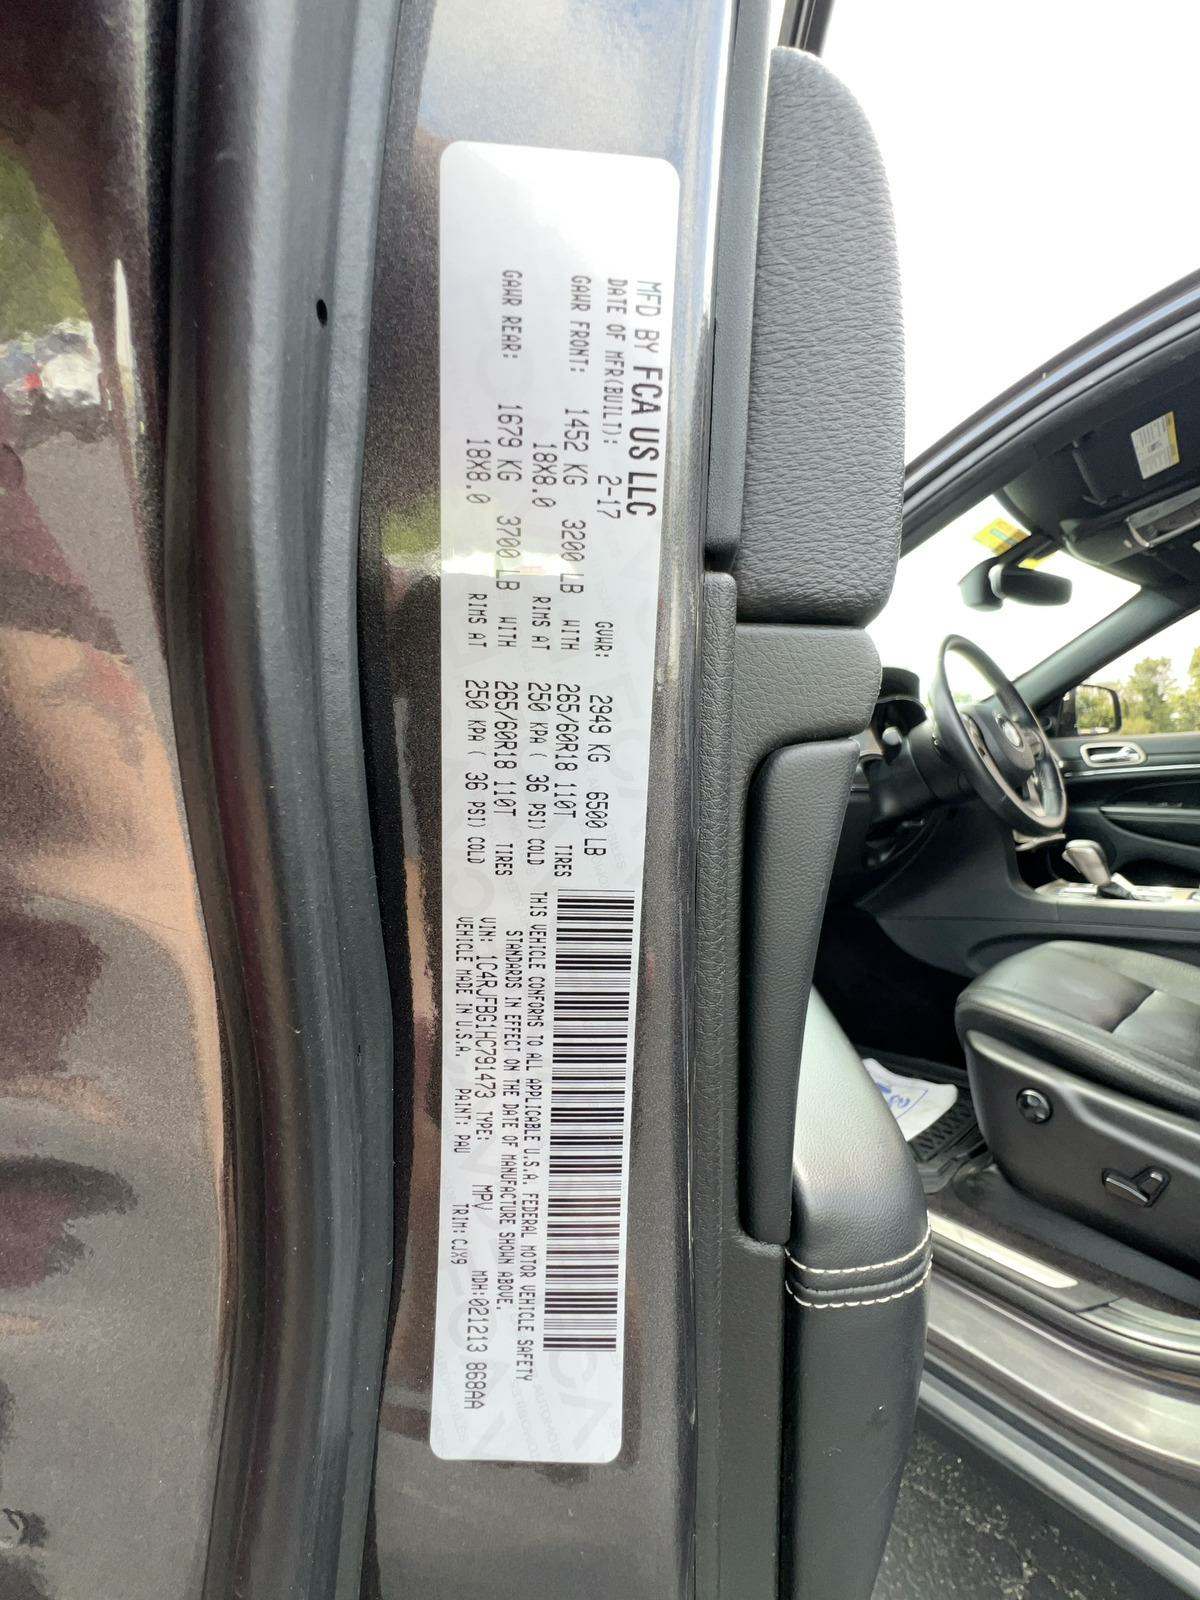 MFD BY FCA US LLC
DATE OF MFR(BUILT): 2-17 GVWR: 2949 KG 6500 LB
GAWR FRONT: 1452 KG 3200 LB WITH 265/60R18 110T TIRES
18X8.0 RIMS AT 250 KPA ( 36 PSI) COLD
GAWR REAR: 1679 KG 3700 LB WITH 265/60R18 110T TIRES
18X8.0 RIMS AT 250 KPA ( 36 PSI) COLD
THIS VEHICLE CONFORMS TO ALL APPLICABLE U.S.A. FEDERAL MOTOR VEHICLE SAFETY
STANDARDS IN EFFECT ON THE DATE OF MANUFACTURE SHOWN ABOVE.
VIN: 1C4RJFBG1HC791473 TYPE: MPV MDH:021213 868AA
VEHICLE MADE IN U.S.A. PAINT: PAU TRIM: CJX9